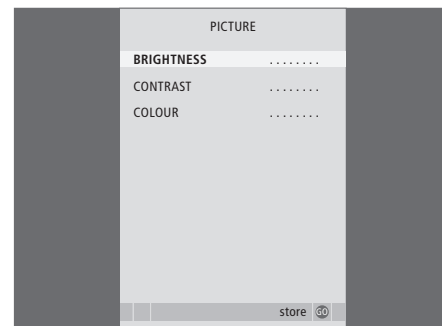 PICTURE
BRIGHTNESS ........
CONTRAST ........
COLOUR ........
store GO